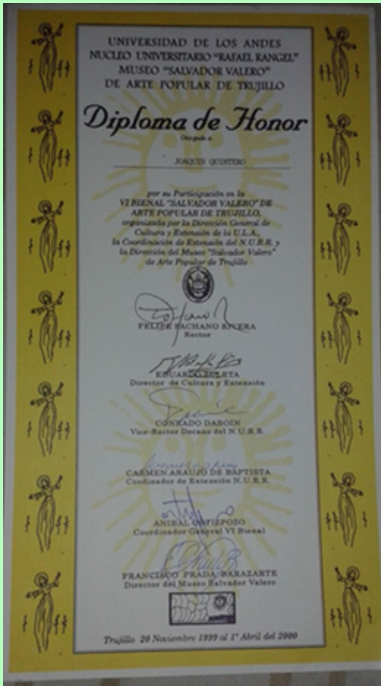 UNIVERSIDAD DE LOS ANDES
NUCLEO UNIVERSITARIO "RAFAEL RANGEL"
MUSEO "SALVADOR VALERO"
DE ARTE POPULAR DE TRUJILLO
Diploma de Honor
Otorgado a
JOAQUIN QUINTERO
por su Participación en la
VI BIENAL "SALVADOR VALERO" DE
ARTE POPULAR DE TRUJILLO,
organizada por la Dirección General de
Cultura y Extensión de la U.L.A.,
la Coordinación de Extensión del N.U.R.R. y
la Dirección del Museo "Salvador Valero"
de Arte Popular de Trujillo
FELIPE PACHANO RIVERA
Rector
EDUARDO ZULETA
Director de Cultura y Extensión
CONRADO DABOIN
Vice-Rector Decano del N.U.R.R.
CARMEN ARAUJO DE BAPTISTA
Coodinador de Extensión N.U.R.R.
ANIBAL
Coordinador General VI Bienal
FRANCISCO PRADA BARAZARTE
Director del Museo Salvador Valero
Trujillo 20 Noviembre 1999 al 1º Abril del 2000